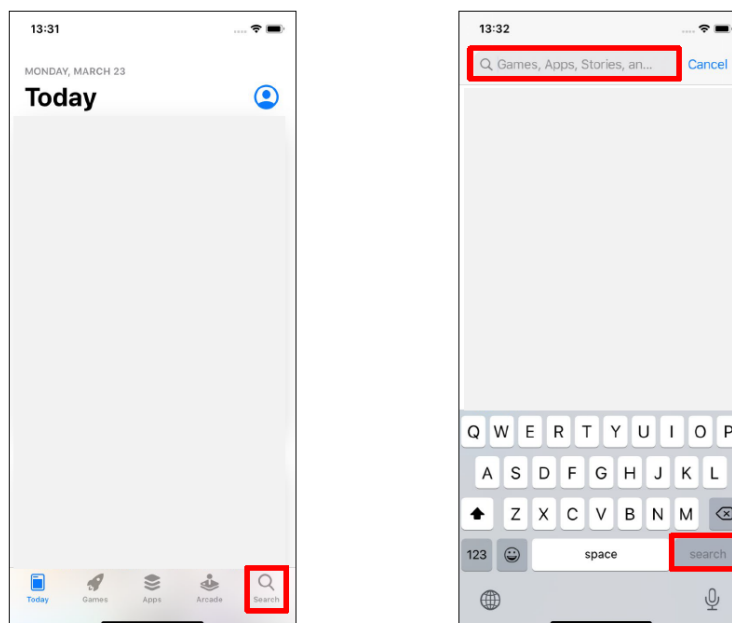 13:31
MONDAY, MARCH 23
Today
Today Games Apps Arcade Search
13:32
Games, Apps, Stories, an... Cancel
Q W E R T Y U I O P
A S D F G H J K L
Z X C V B N M
123 space search